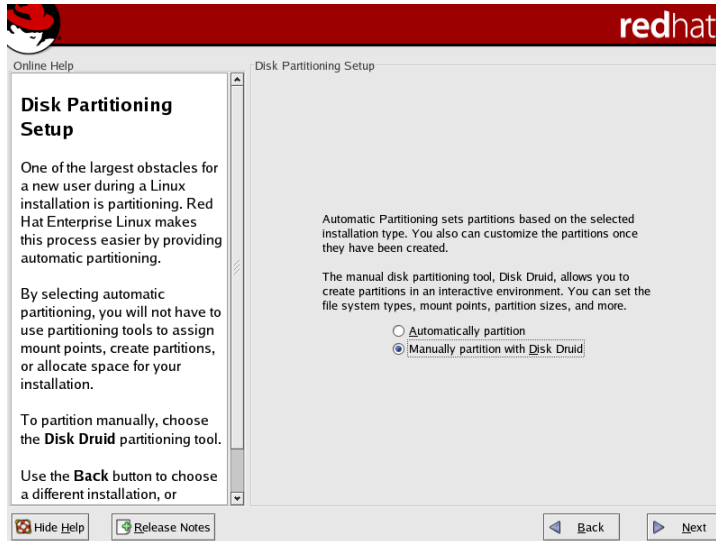 redhat
Online Help
Disk Partitioning
Setup
One of the largest obstacles for
a new user during a Linux
installation is partitioning. Red
Hat Enterprise Linux makes
this process easier by providing
automatic partitioning.
By selecting automatic
partitioning, you will not have to
use partitioning tools to assign
mount points, create partitions,
or allocate space for your
installation.
To partition manually, choose
the Disk Druid partitioning tool.
Use the Back button to choose
a different installation, or
Disk Partitioning Setup
Automatic Partitioning sets partitions based on the selected
installation type. You also can customize the partitions once
they have been created.
The manual disk partitioning tool, Disk Druid, allows you to
create partitions in an interactive environment. You can set the
file system types, mount points, partition sizes, and more.
Automatically partition
Manually partition with Disk Druid
Hide Help
Release Notes
Back
Next